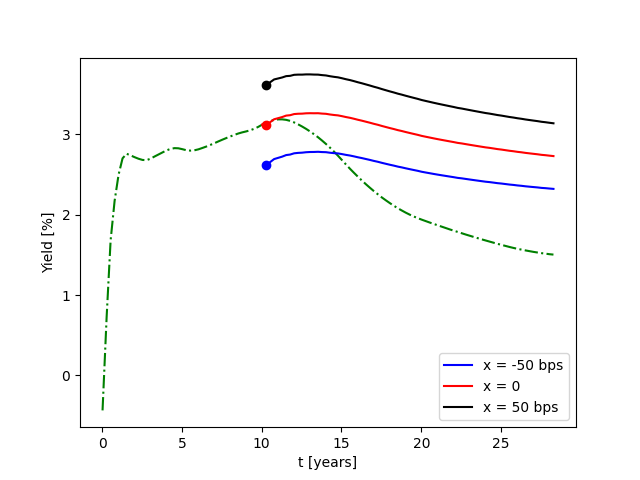 Yield [%]
3
2
1
0
0 5 10 15 20 25
t [years]
x = -50 bps
x = 0
x = 50 bps